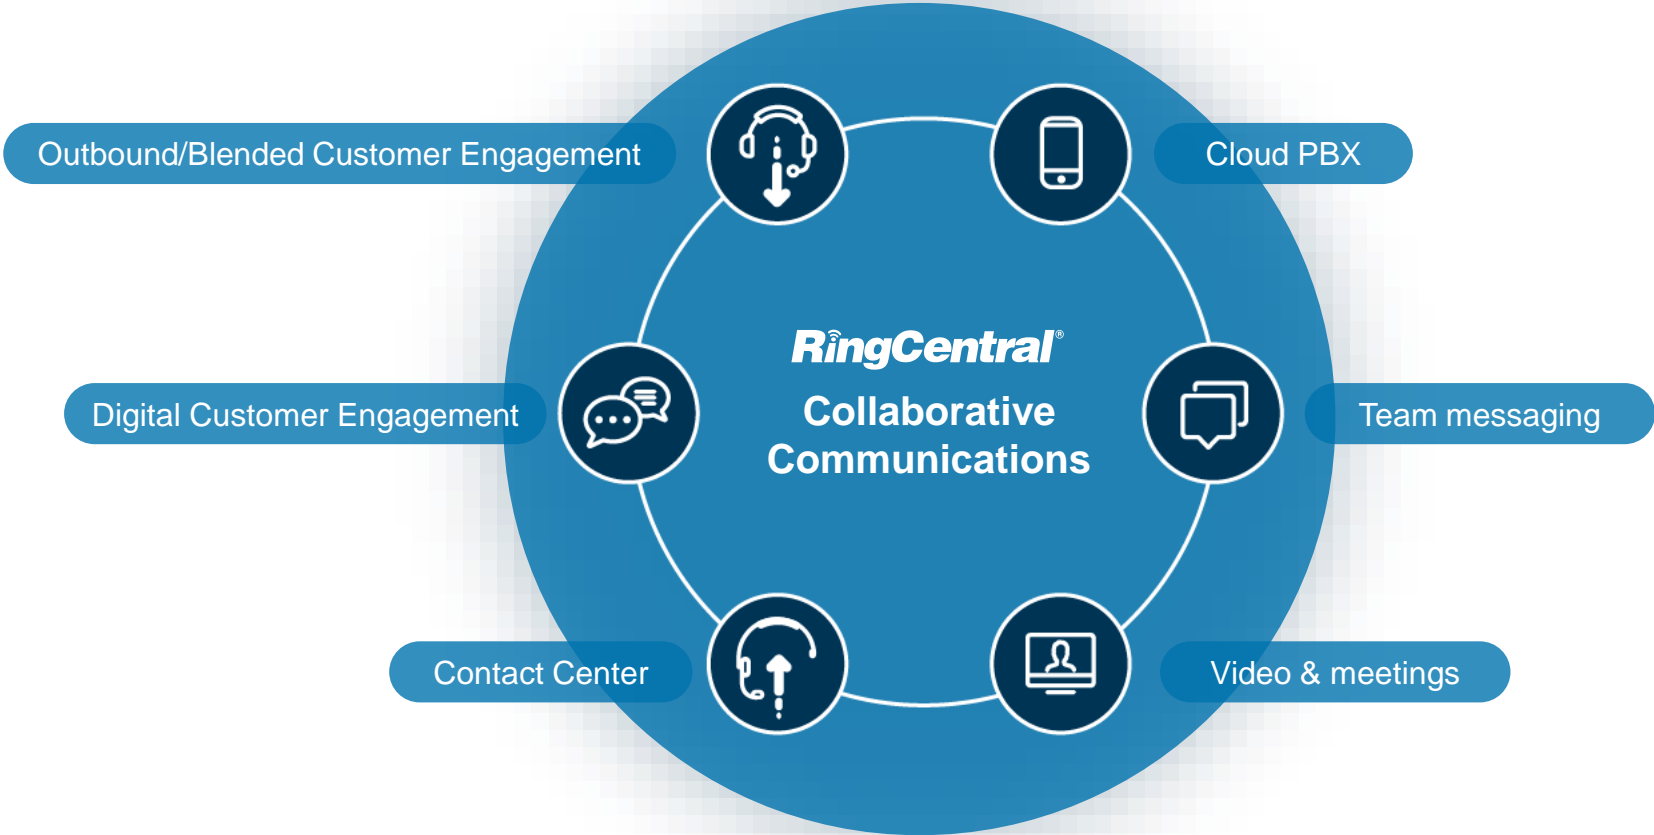 Outbound/Blended Customer Engagement
Cloud PBX
RingCentral®
Collaborative
Communications
Digital Customer Engagement
Team messaging
Contact Center
Video & meetings